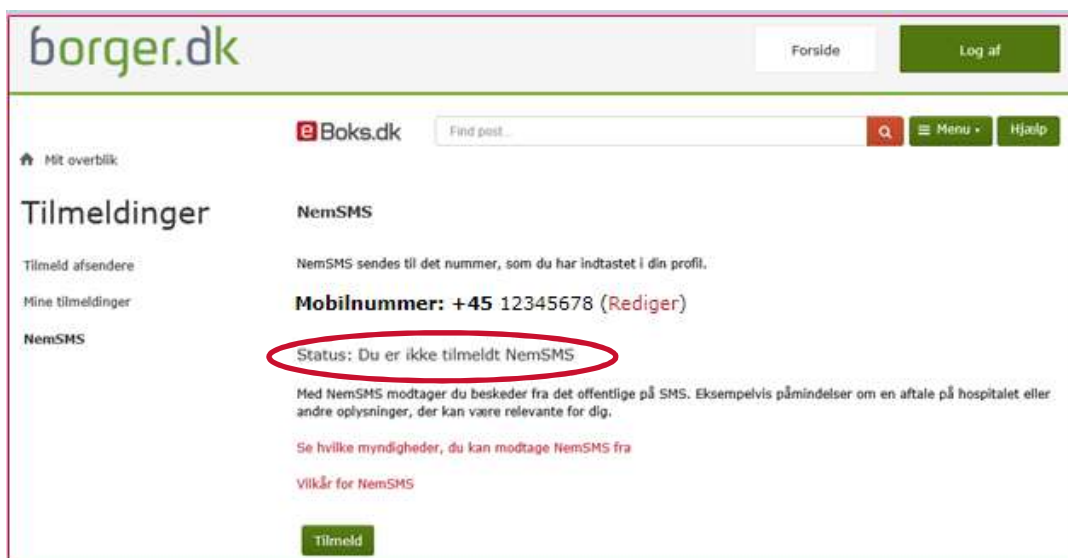 borger.dk
Forside
Log af
eBoks.dk
Find post...
Menu
Hjælp
Mit overblik
Tilmeldinger
Tilmeld afsendere
Mine tilmeldinger
NemSMS
NemSMS
NemSMS sendes til det nummer, som du har indtastet i din profil.
Mobilnummer: +45 12345678 (Rediger)
Status: Du er ikke tilmeldt NemSMS
Med NemSMS modtager du beskeder fra det offentlige på SMS. Eksempelvis påmindelser om en aftale på hospitalet eller
andre oplysninger, der kan være relevante for dig.
Se hvilke myndigheder, du kan modtage NemSMS fra
Vilkår for NemSMS
Tilmeld